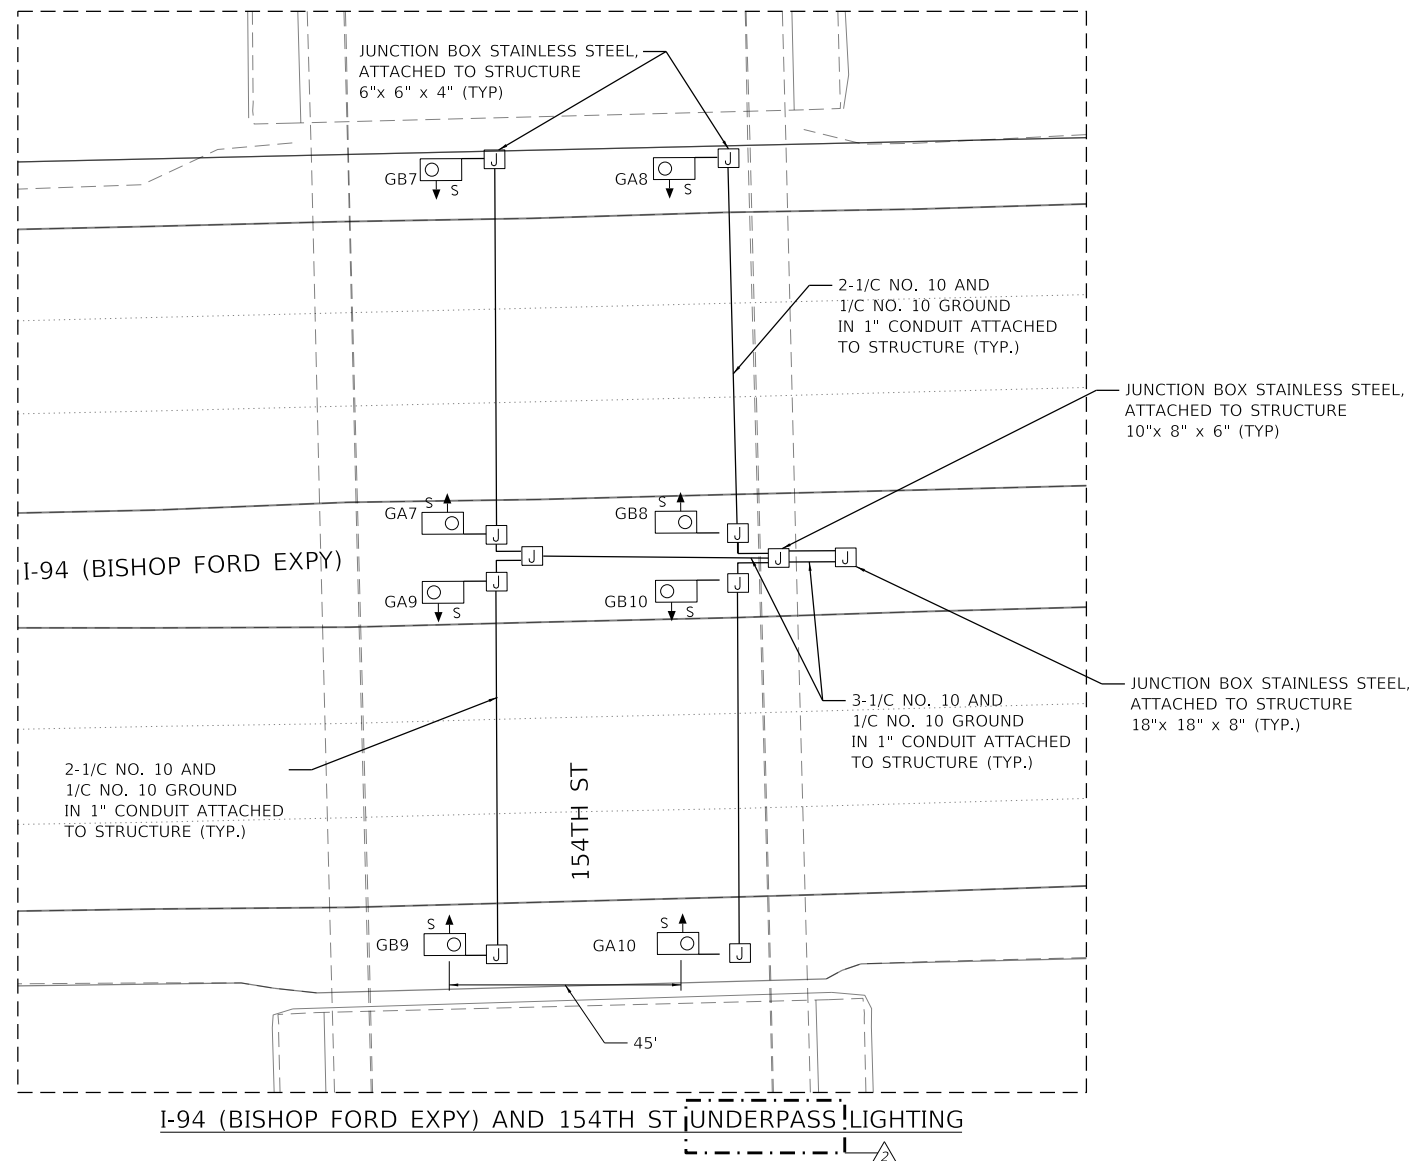 JUNCTION BOX STAINLESS STEEL,
ATTACHED TO STRUCTURE
6"x 6" x 4" (TYP)
J
J
GB7
S
GA8
S
2-1/C NO. 10 AND
1/C NO. 10 GROUND
IN 1" CONDUIT ATTACHED
TO STRUCTURE (TYP.)
JUNCTION BOX STAINLESS STEEL,
ATTACHED TO STRUCTURE
10"x 8" x 6" (TYP)
S
GA7
J
S
GB8
J
I-94 (BISHOP FORD EXPY)
J
J
J
GA9
S
J
GB10
S
J
JUNCTION BOX STAINLESS STEEL,
ATTACHED TO STRUCTURE
18"x 18" x 8" (TYP.)
3-1/C NO. 10 AND
1/C NO. 10 GROUND
IN 1" CONDUIT ATTACHED
TO STRUCTURE (TYP.)
2-1/C NO. 10 AND
1/C NO. 10 GROUND
IN 1" CONDUIT ATTACHED
TO STRUCTURE (TYP.)
154TH ST
S
GB9
J
S
GA10
J
45'
I-94 (BISHOP FORD EXPY) AND 154TH ST UNDERPASS LIGHTING
2